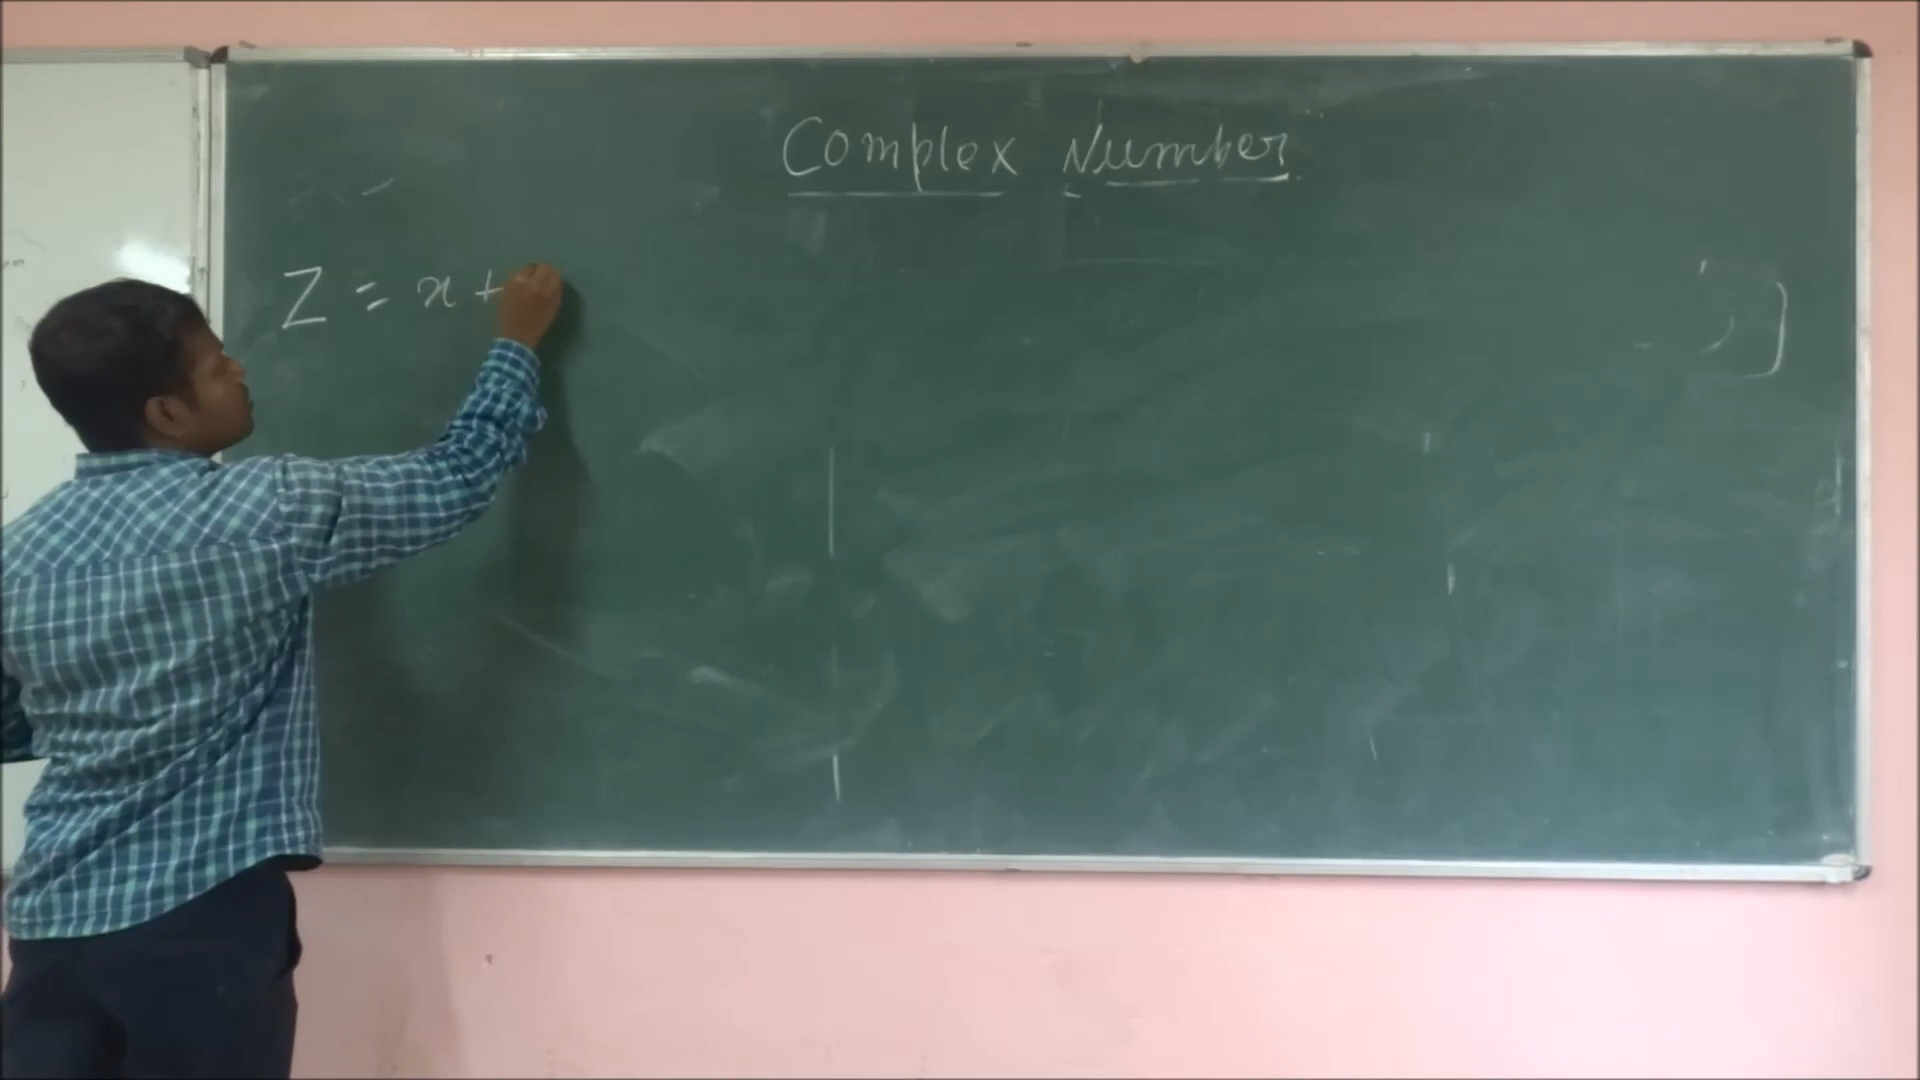 Complex Number
Z = x +